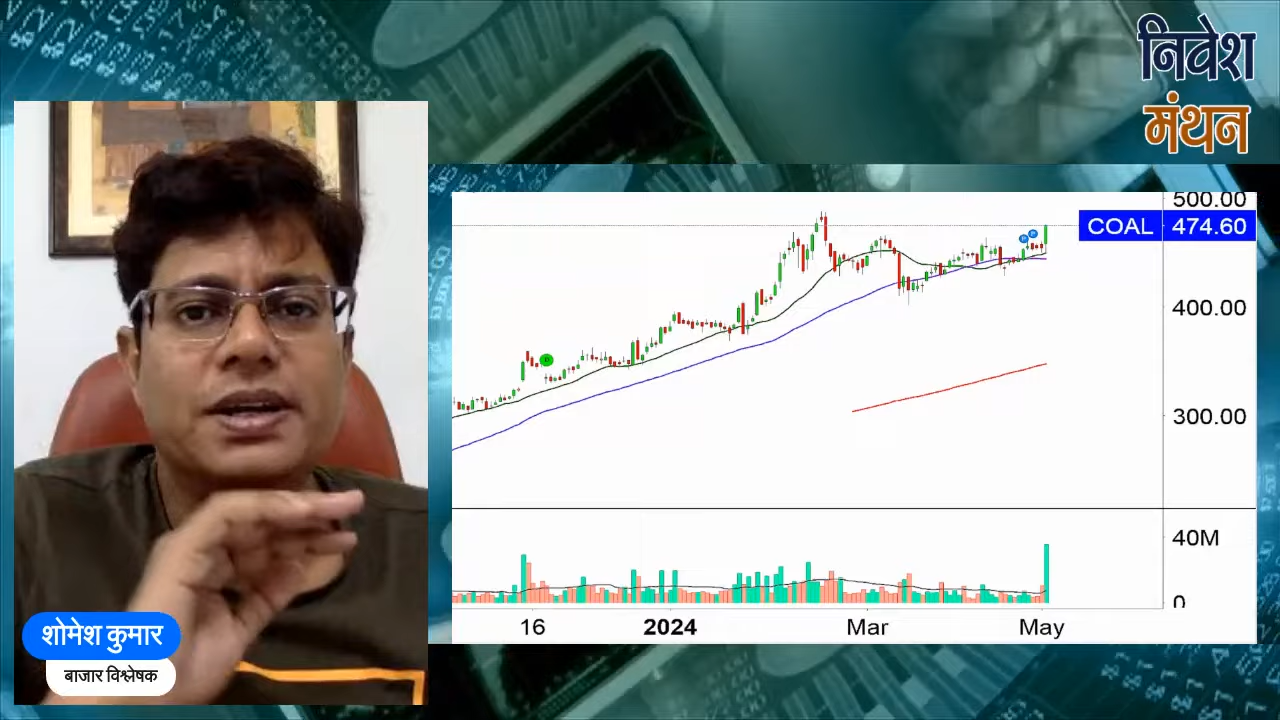 निवेश
मंथन
500.00
COAL 474.60
400.00
300.00
40M
0
16 2024 Mar May
शोमेश कुमार
बाजार विश्लेषक